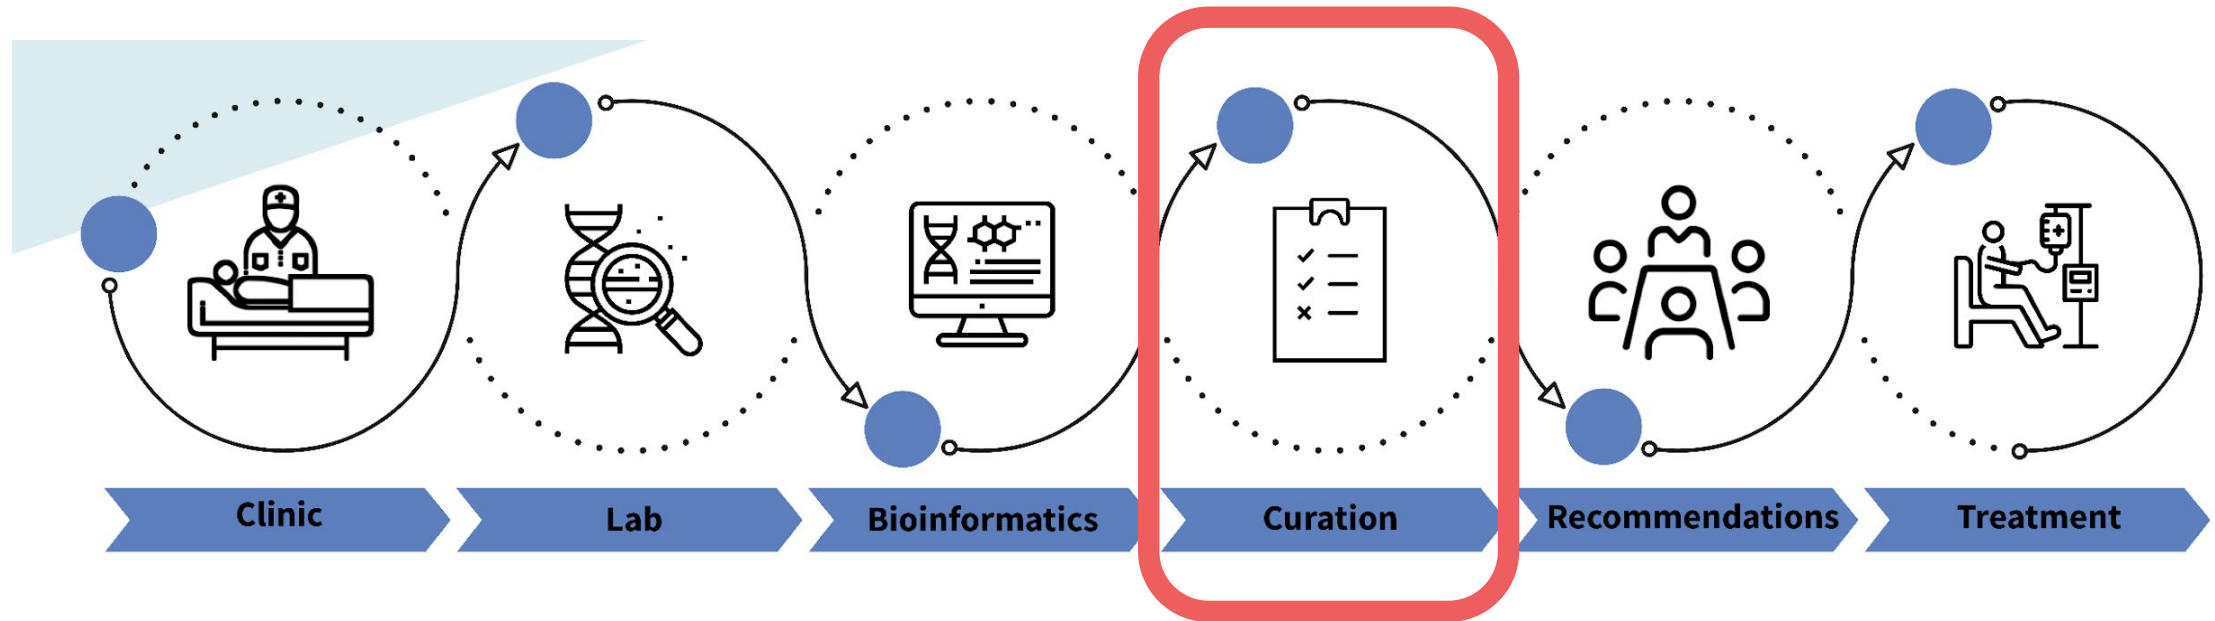 Clinic
Lab
Bioinformatics
Curation
Recommendations
Treatment